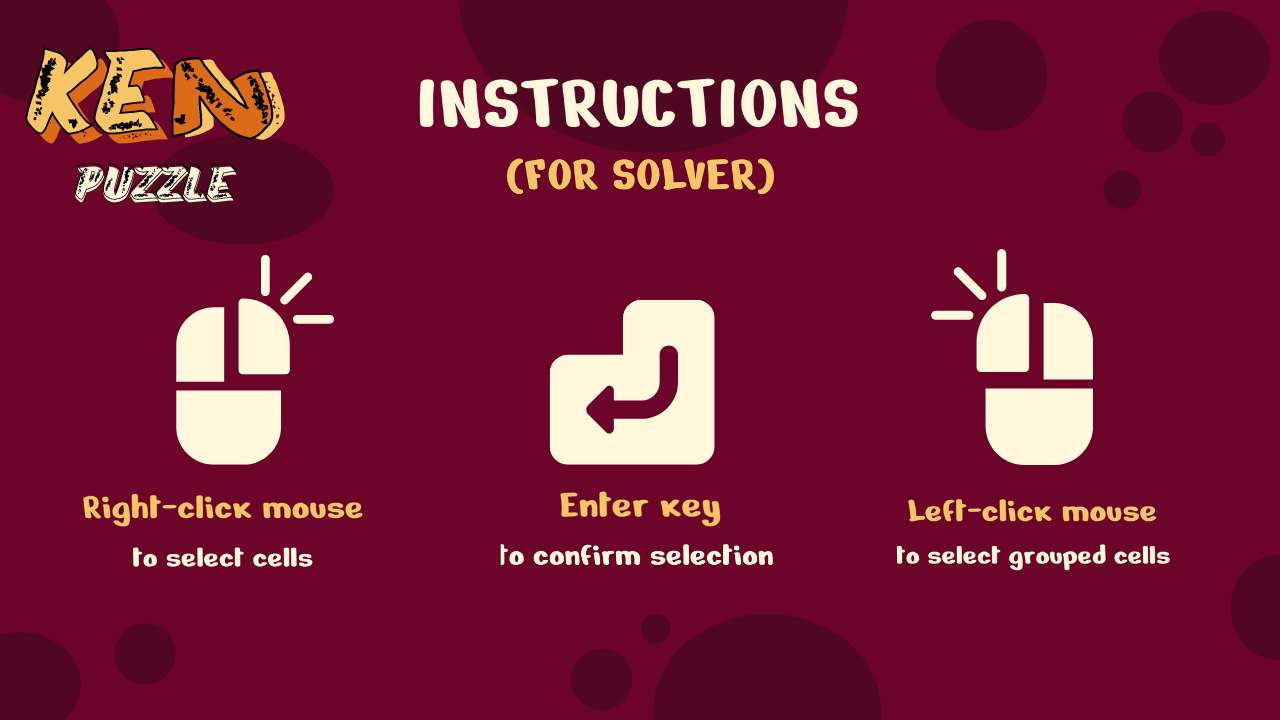 KEN
PUZZLE
INSTRUCTIONS
(FOR SOLVER)
Right-click mouse
to select cells
Enter key
to confirm selection
Left-click mouse
to select grouped cells